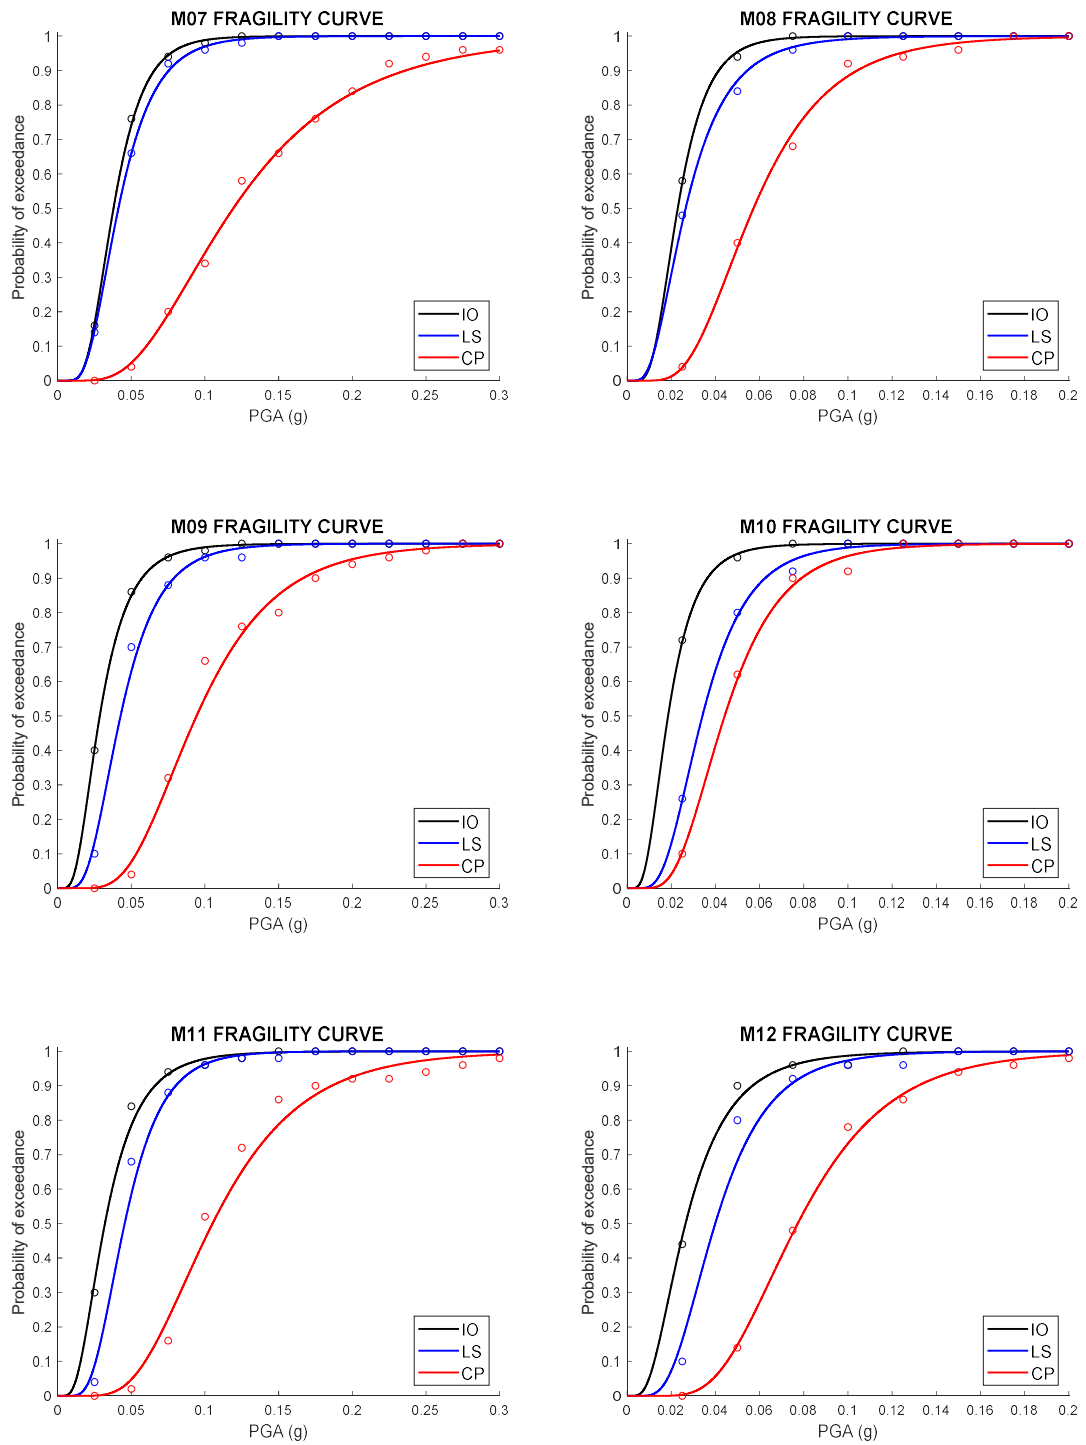 M07 FRAGILITY CURVE
Probability of exceedance
1
0.9
0.8
0.7
0.6
0.5
0.4
0.3
0.2
0.1
0
0 0.05 0.1 0.15 0.2 0.25 0.3
PGA (g)
IO
LS
CP
M08 FRAGILITY CURVE
Probability of exceedance
1
0.9
0.8
0.7
0.6
0.5
0.4
0.3
0.2
0.1
0
0 0.02 0.04 0.06 0.08 0.1 0.12 0.14 0.16 0.18 0.2
PGA (g)
IO
LS
CP
M09 FRAGILITY CURVE
Probability of exceedance
1
0.9
0.8
0.7
0.6
0.5
0.4
0.3
0.2
0.1
0
0 0.05 0.1 0.15 0.2 0.25 0.3
PGA (g)
IO
LS
CP
M10 FRAGILITY CURVE
Probability of exceedance
1
0.9
0.8
0.7
0.6
0.5
0.4
0.3
0.2
0.1
0
0 0.02 0.04 0.06 0.08 0.1 0.12 0.14 0.16 0.18 0.2
PGA (g)
IO
LS
CP
M11 FRAGILITY CURVE
Probability of exceedance
1
0.9
0.8
0.7
0.6
0.5
0.4
0.3
0.2
0.1
0
0 0.05 0.1 0.15 0.2 0.25 0.3
PGA (g)
IO
LS
CP
M12 FRAGILITY CURVE
Probability of exceedance
1
0.9
0.8
0.7
0.6
0.5
0.4
0.3
0.2
0.1
0
0 0.02 0.04 0.06 0.08 0.1 0.12 0.14 0.16 0.18 0.2
PGA (g)
IO
LS
CP